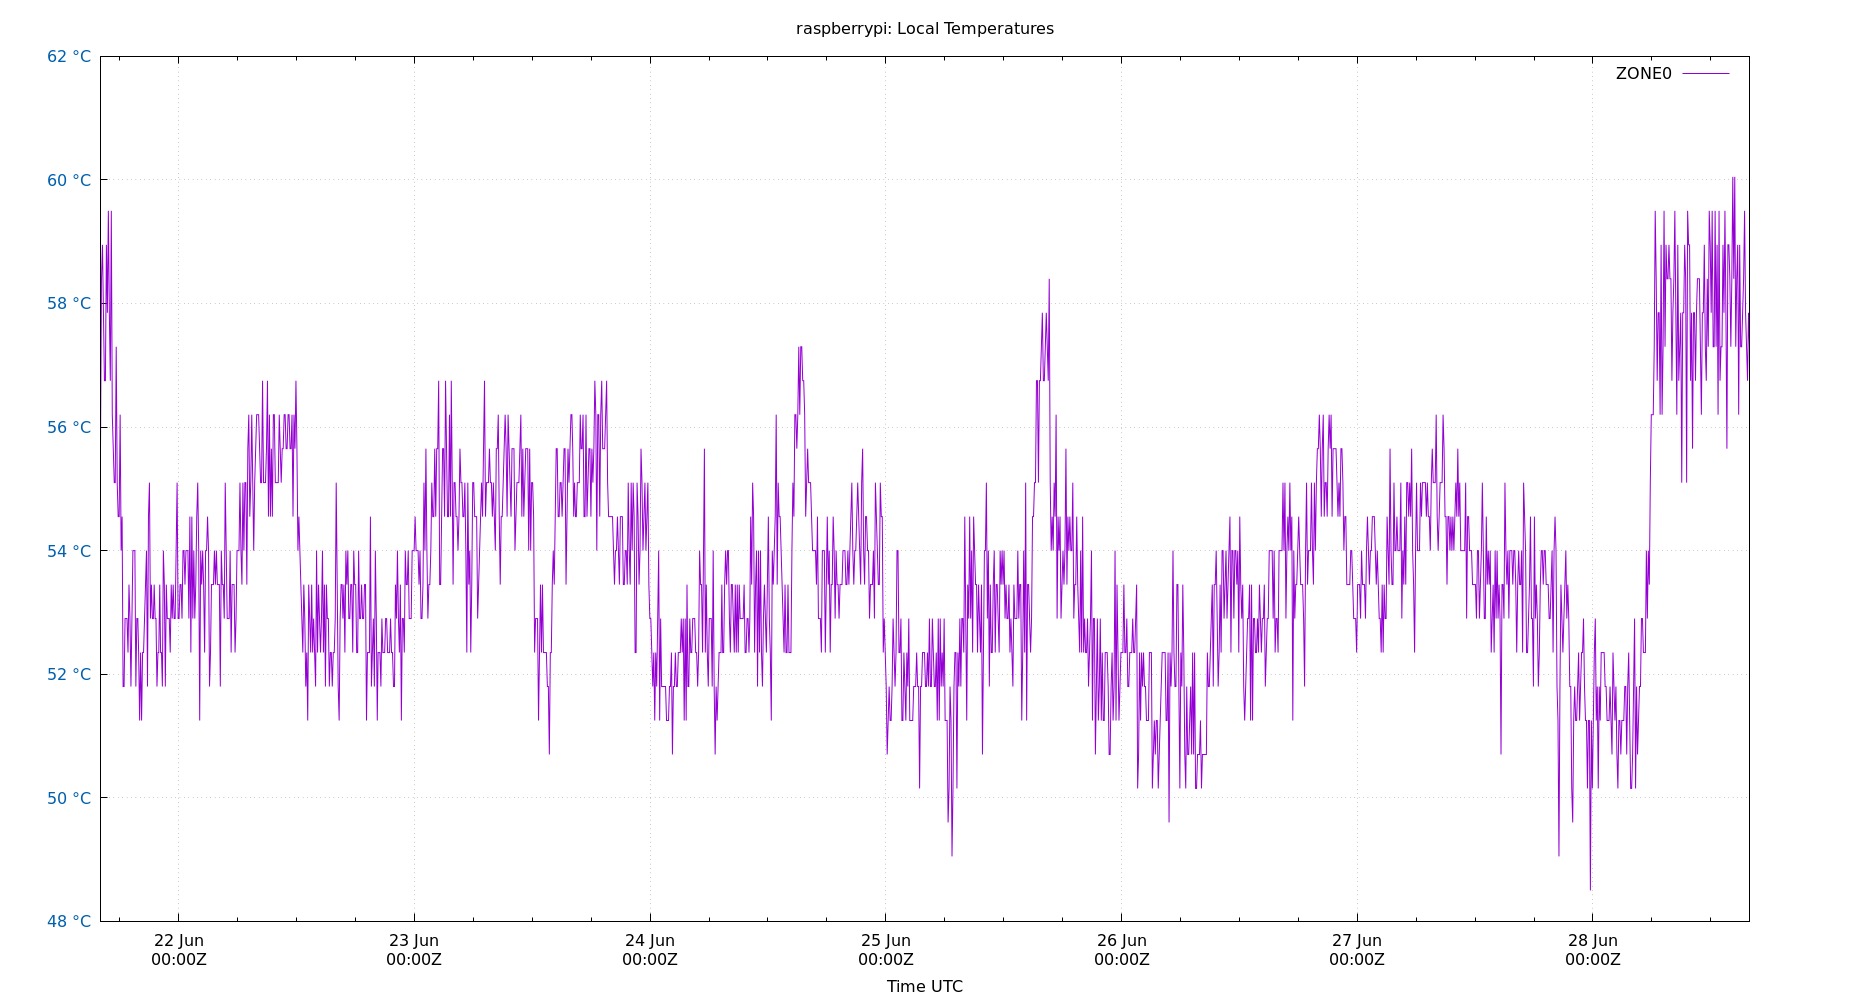 raspberrypi: Local Temperatures
62 °C
ZONE0
60 °C
58 °C
56 °C
54 °C
52 °C
50 °C
48 °C
22 Jun 23 Jun 24 Jun 25 Jun 26 Jun 27 Jun 28 Jun
00:00Z 00:00Z 00:00Z 00:00Z 00:00Z 00:00Z 00:00Z
Time UTC